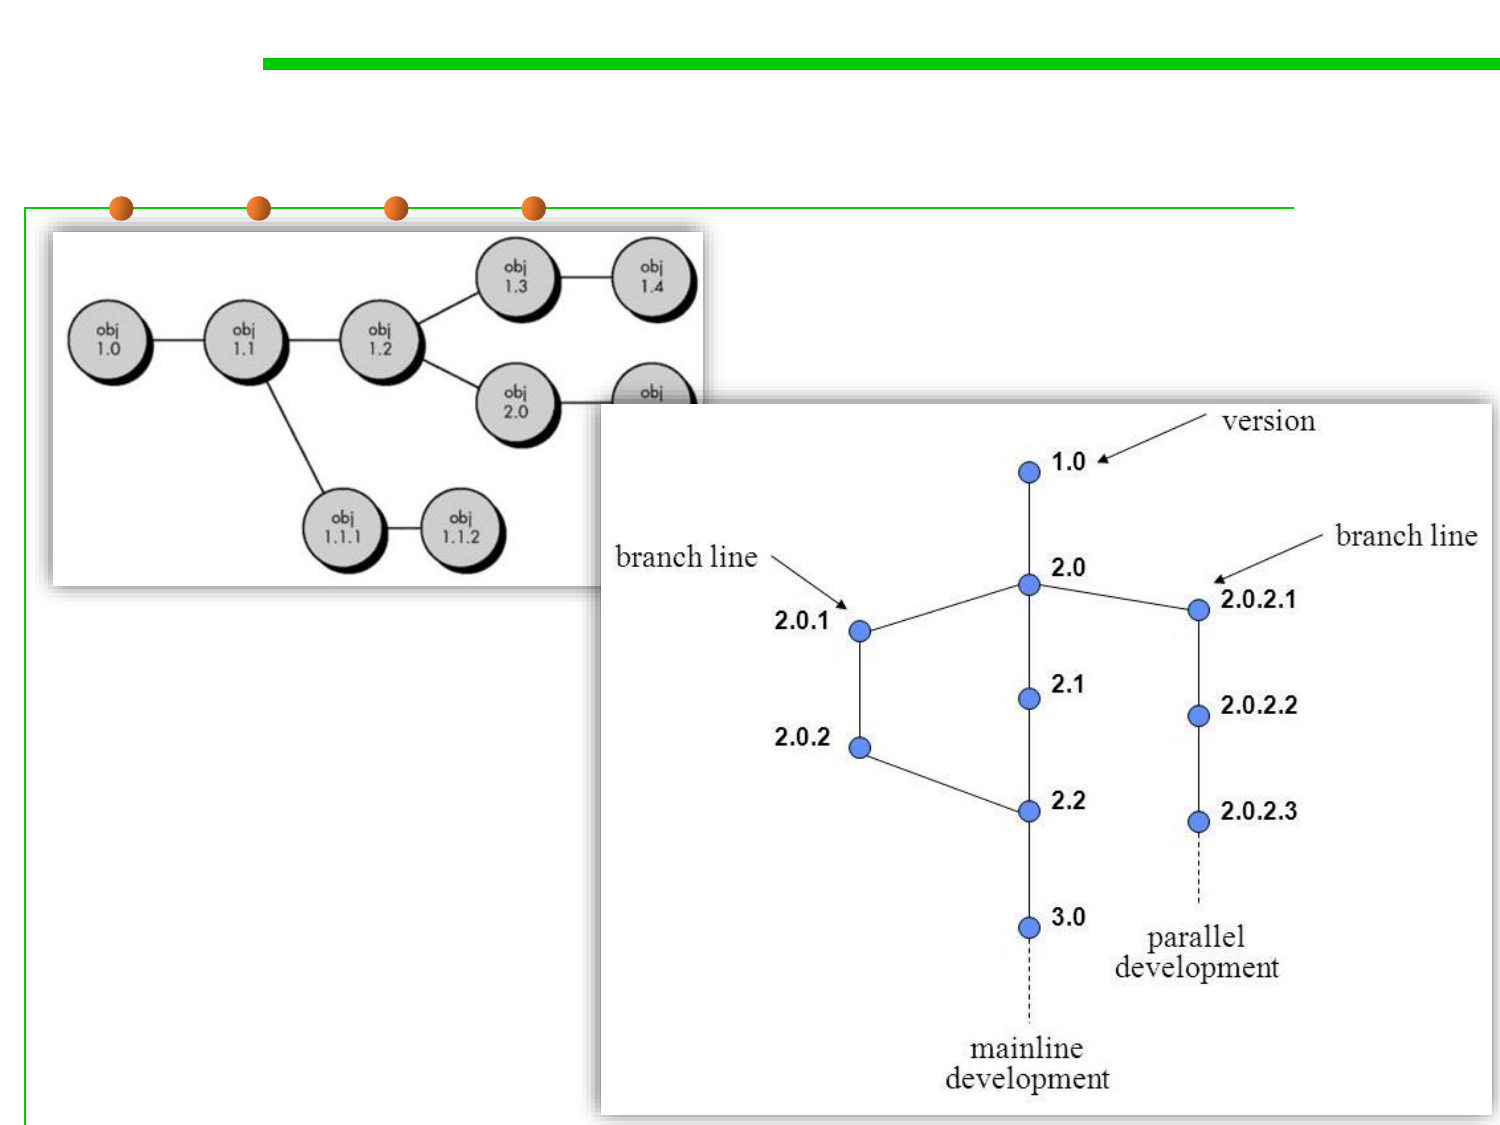 obj
1.3
obj
1.4
obj
1.0
obj
1.1
obj
1.2
obj
2.0
obj
obj
1.1.1
obj
1.1.2
version
1.0
branch line
2.0
branch line
2.0.1
2.0.2.1
2.1
2.0.2.2
2.0.2
2.2
2.0.2.3
3.0
parallel
development
mainline
development